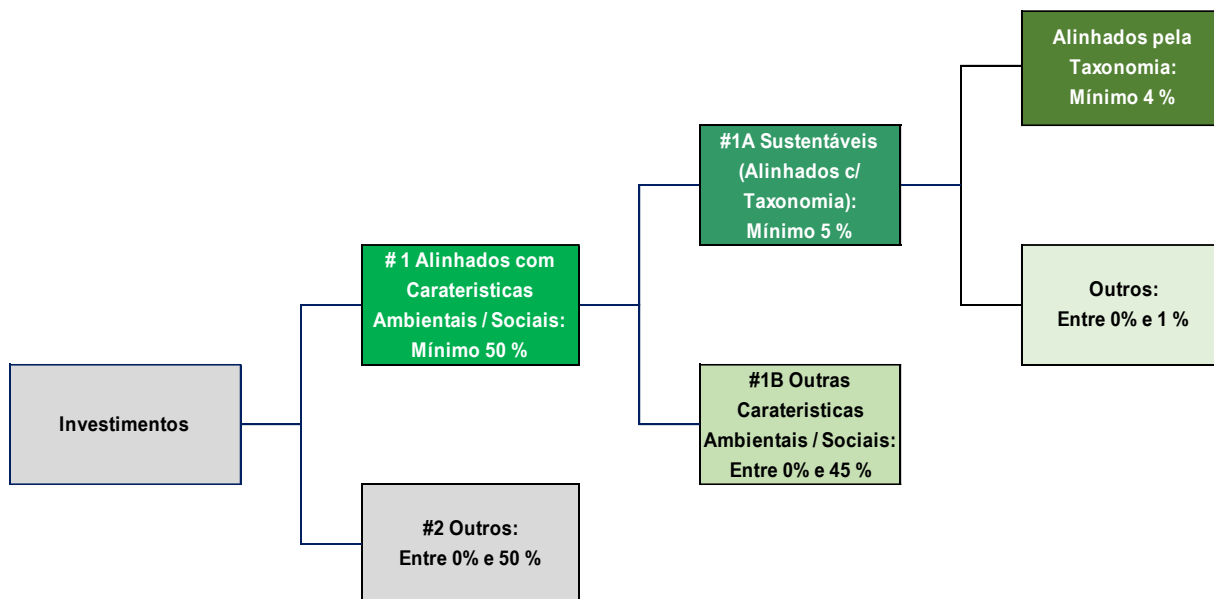 Alinhados pela
Taxonomia:
Mínimo 4 %
#1A Sustentáveis
(Alinhados c/
Taxonomia):
Mínimo 5 %
# 1 Alinhados com
Carateristicas
Ambientais / Sociais:
Mínimo 50 %
Outros:
Entre 0% e 1 %
Investimentos
#1B Outras
Carateristicas
Ambientais / Sociais:
Entre 0% e 45 %
#2 Outros:
Entre 0% e 50 %